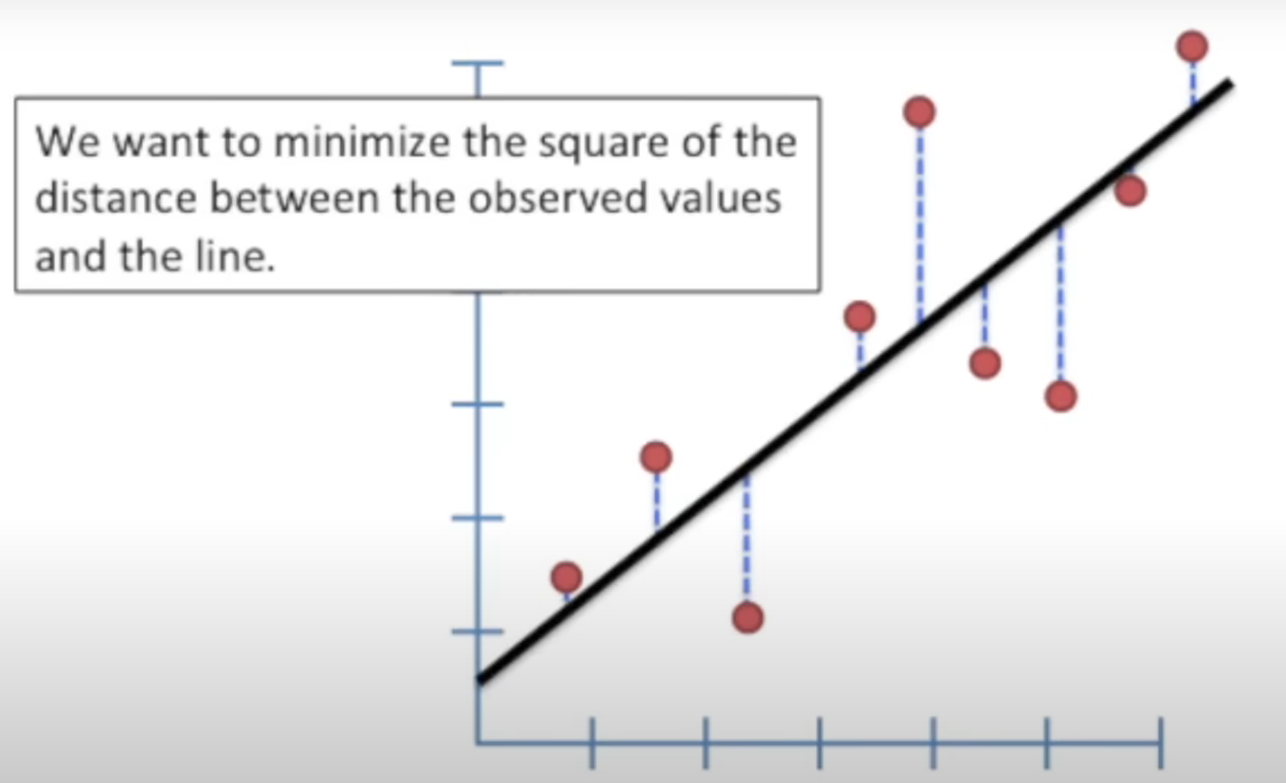 We want to minimize the square of the
distance between the observed values
and the line.